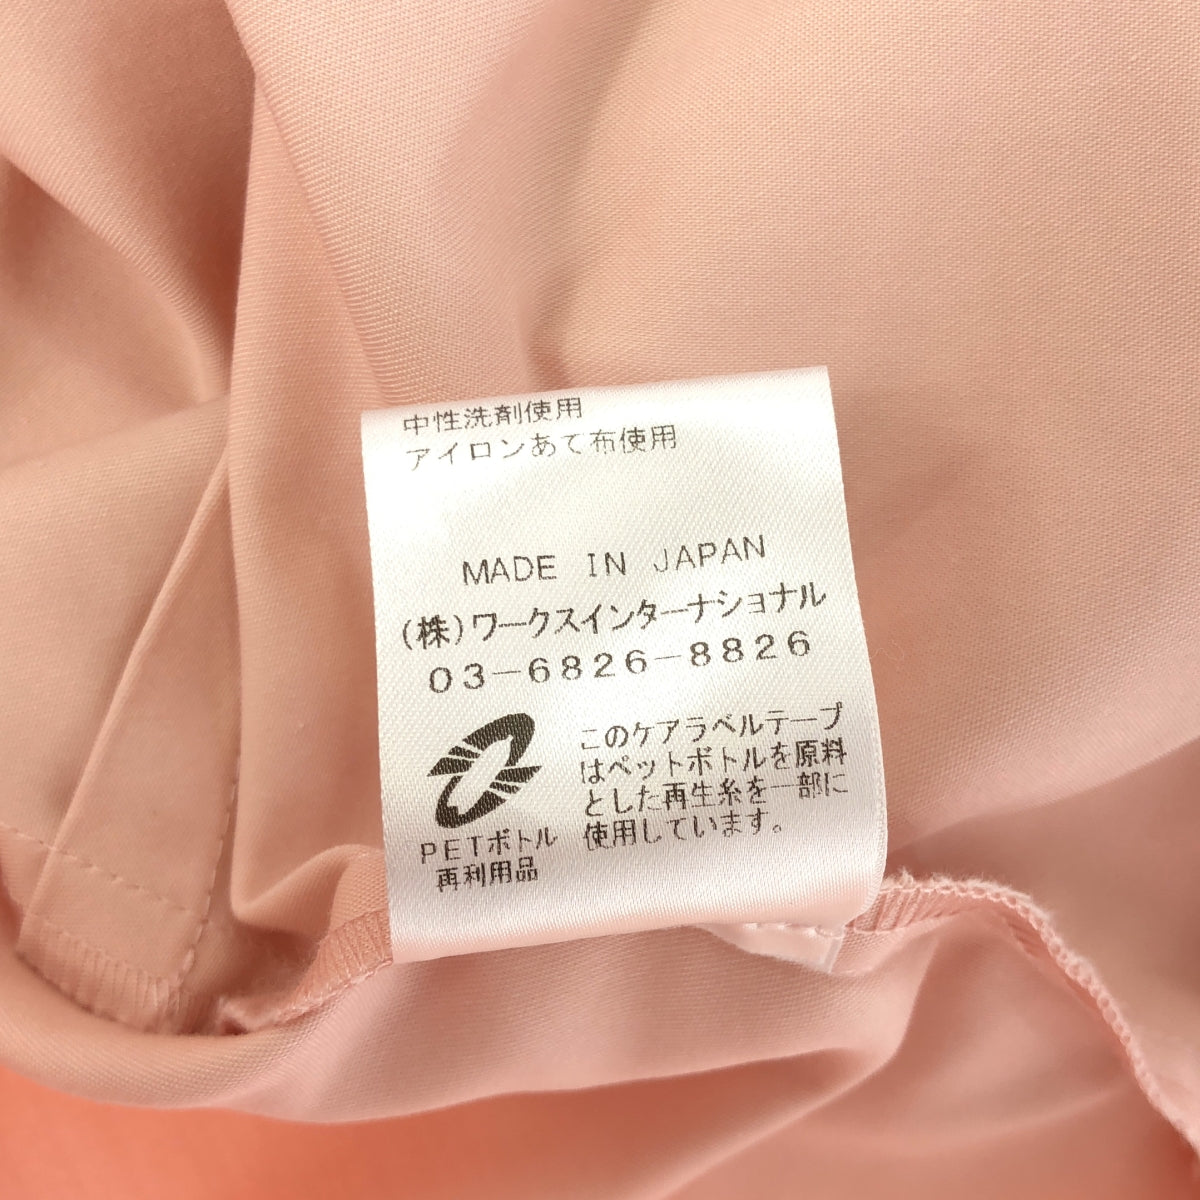 中性洗剤使用
アイロンあて布使用
MADE IN JAPAN
(株)ワークスインターナショナル
03-6826-8826
このケアラベルテープ
はペットボトルを原料
とした再生糸を一部に
使用しています。
PETボトル
再利用品